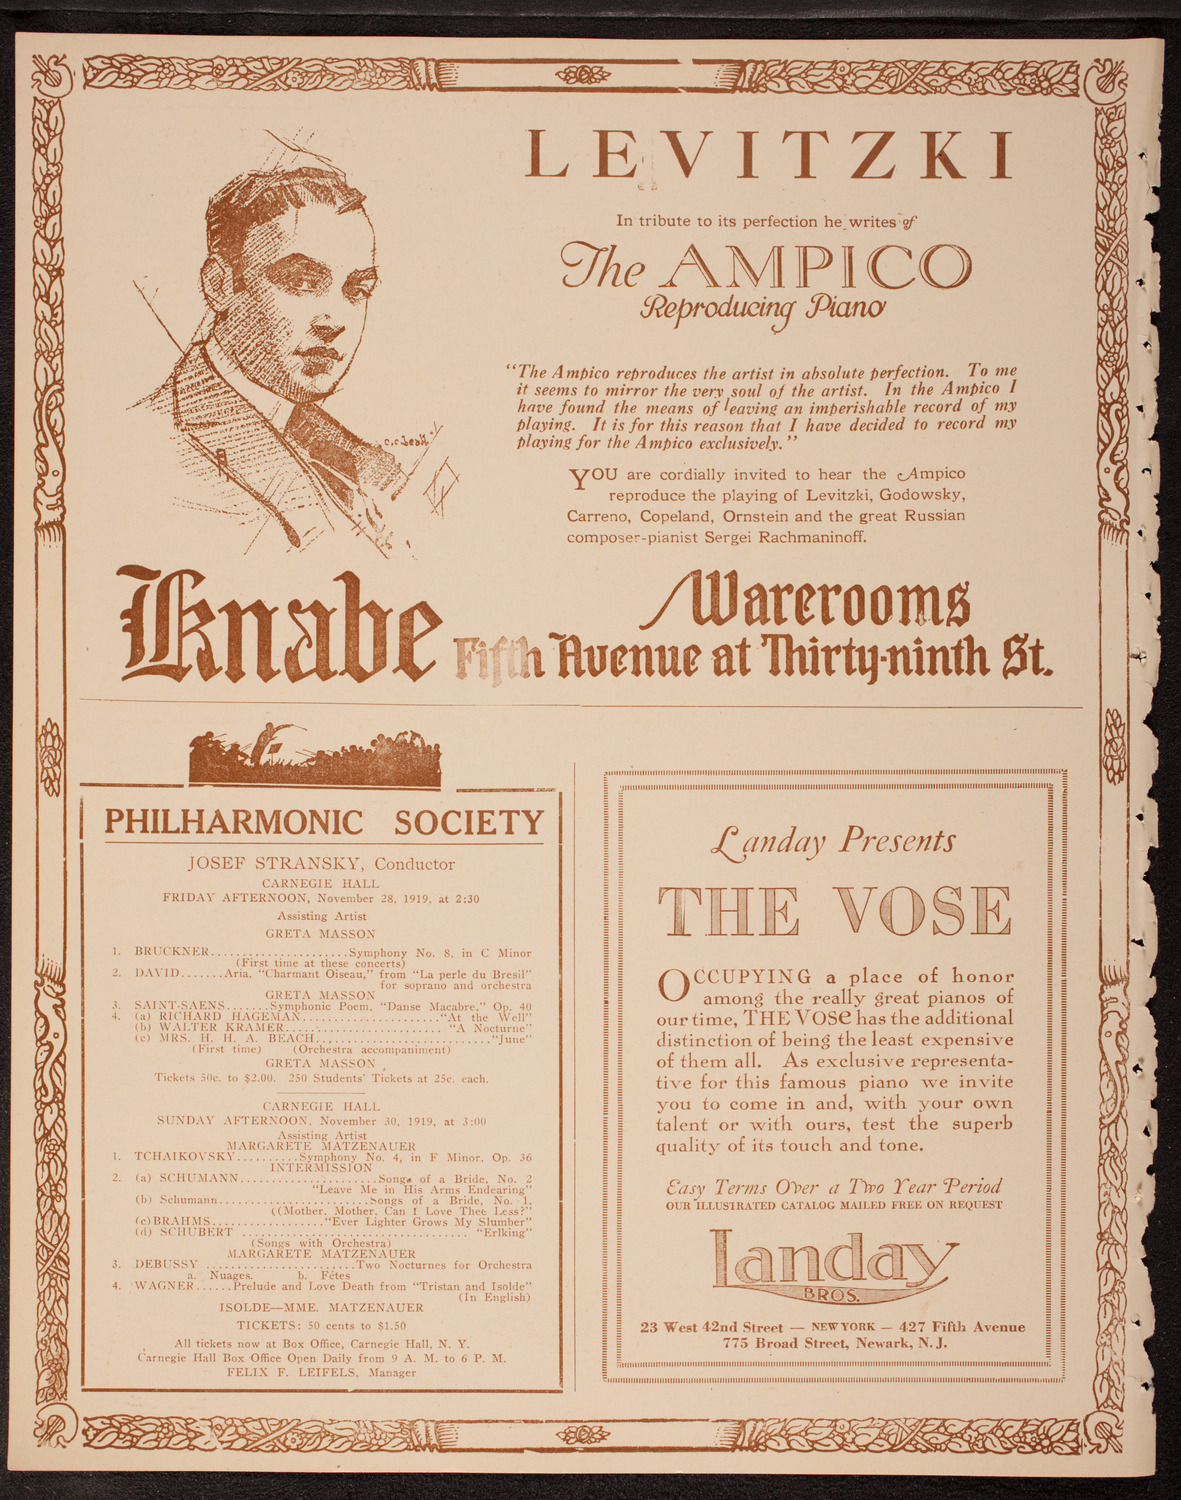 LEVITZKI
In tribute to its perfection he writes of
The AMPICO
Reproducing Piano
"The Ampico reproduces the artist in absolute perfection. To me
it seems to mirror the very soul of the artist. In the Ampico I
have found the means of leaving an imperishable record of my
playing. It is for this reason that I have decided to record my
playing for the Ampico exclusively."
YOU are cordially invited to hear the Ampico
reproduce the playing of Levitzki, Godowsky,
Carreno, Copeland, Ornstein and the great Russian
composer-pianist Sergei Rachmaninoff.
Knabe Warerooms
Fifth Avenue at Thirty-ninth St.
PHILHARMONIC SOCIETY
JOSEF STRANSKY, Conductor
CARNEGIE HALL
FRIDAY AFTERNOON, November 28, 1919, at 2:30
Assisting Artist
GRETA MASSON
1. BRUCKNER......................Symphony No. 8, in C Minor
(First time at these concerts)
2. DAVID.......Aria, "Charmant Oiseau," from "La perle du Bresil"
for soprano and orchestra
GRETA MASSON
3. SAINT-SAENS.......Symphonic Poem, "Danse Macabre," Op. 40
4. (a) RICHARD HAGEMAN......................"At the Well"
(b) WALTER KRAMER......................... "A Nocturne"
(c) MRS. H. H. A. BEACH............................"June"
(First time) (Orchestra accompaniment)
GRETA MASSON
Tickets 50c. to $2.00. 250 Students' Tickets at 25c. each.
CARNEGIE HALL
SUNDAY AFTERNOON, November 30, 1919, at 3:00
Assisting Artist
MARGARETE MATZENAUER
1. TCHAIKOVSKY..........Symphony No. 4, in F Minor, Op. 36
INTERMISSION
2. (a) SCHUMANN......................Songs of a Bride, No. 2
"Leave Me in His Arms Endearing"
(b) Schumann........................Songs of a Bride, No. 1,
((Mother, Mother, Can I Love Thee Less?"
(c) BRAHMS.................."Ever Lighter Grows My Slumber"
(d) SCHUBERT .................................... "Erlking"
(Songs with Orchestra)
MARGARETE MATZENAUER
3. DEBUSSY ........................Two Nocturnes for Orchestra
a. Nuages. b. Fêtes
4. WAGNER......Prelude and Love Death from "Tristan and Isolde"
(In English)
ISOLDE—MME. MATZENAUER
TICKETS: 50 cents to $1.50
All tickets now at Box Office, Carnegie Hall, N. Y.
Carnegie Hall Box Office Open Daily from 9 A. M. to 6 P. M.
FELIX F. LEIFELS, Manager
Landay Presents
THE VOSE
OCCUPYING a place of honor
among the really great pianos of
our time, THE VOSE has the additional
distinction of being the least expensive
of them all. As exclusive representa-
tive for this famous piano we invite
you to come in and, with your own
talent or with ours, test the superb
quality of its touch and tone.
Easy Terms Over a Two Year Period
OUR ILLUSTRATED CATALOG MAILED FREE ON REQUEST
Landay
BROS.
23 West 42nd Street — NEW YORK — 427 Fifth Avenue
775 Broad Street, Newark, N. J.